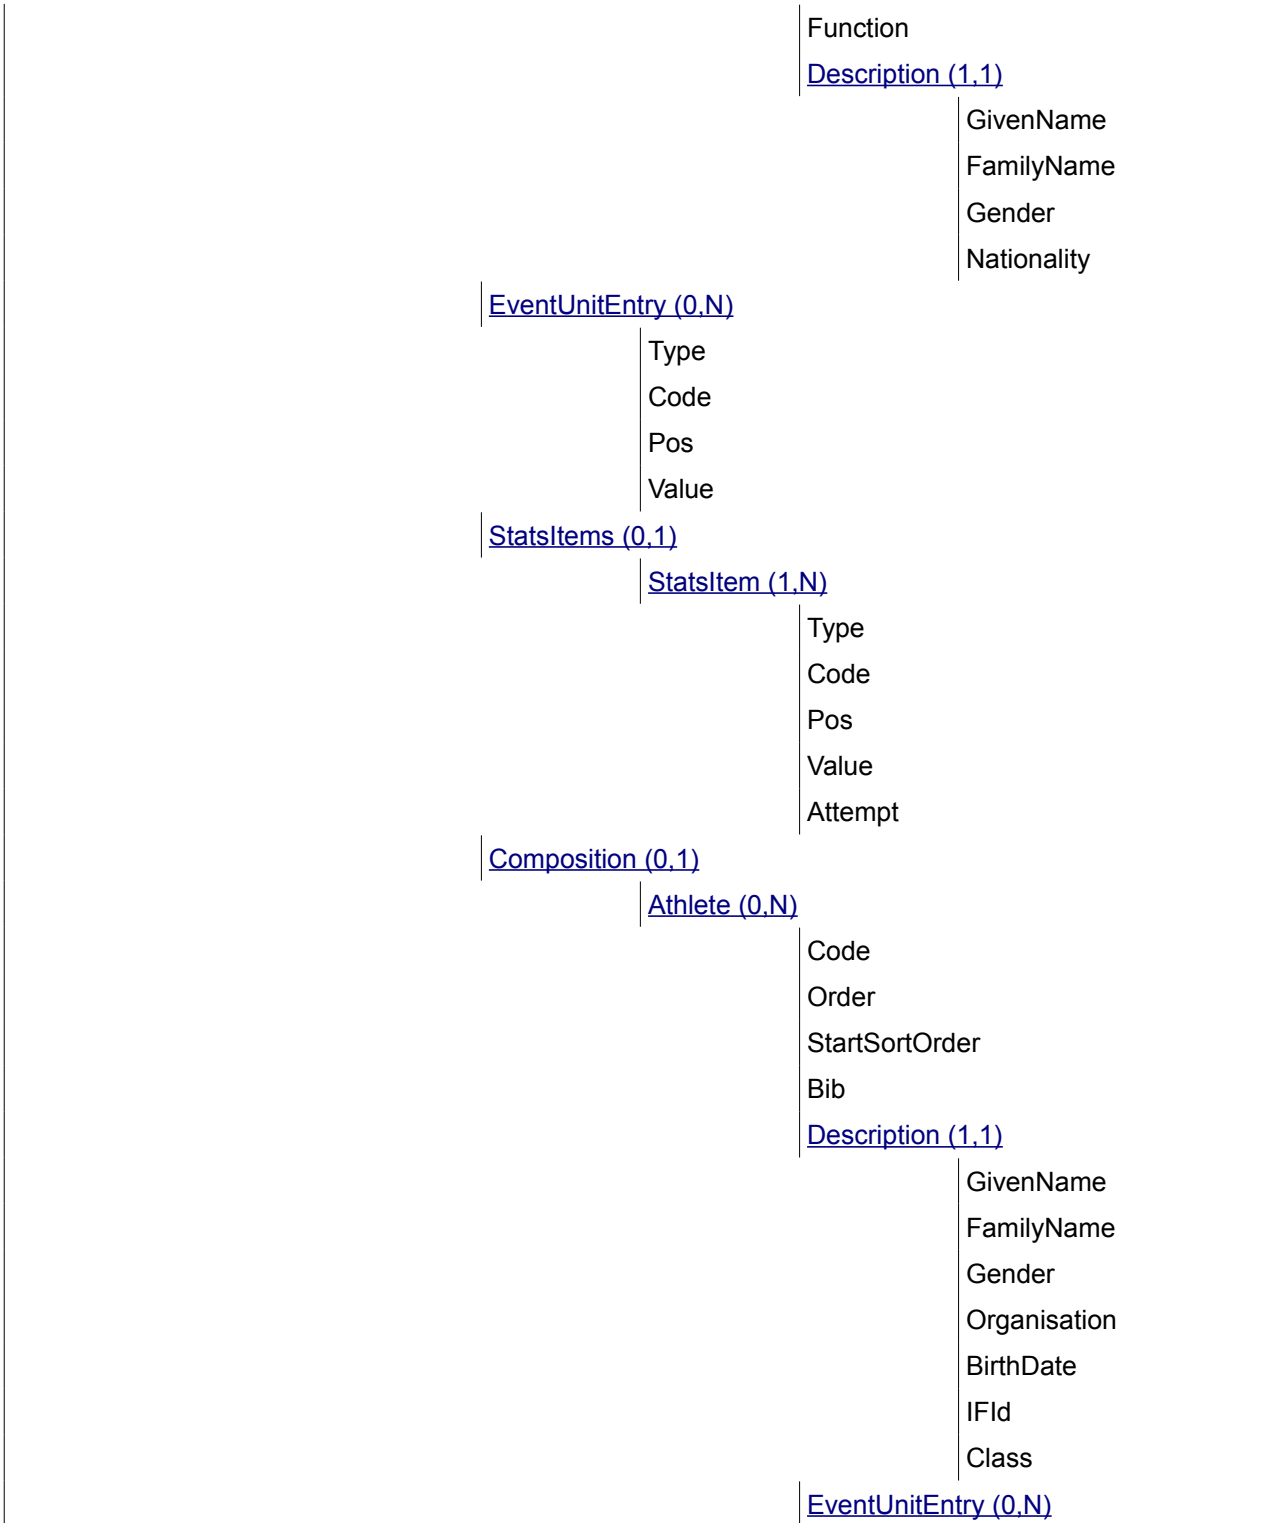 Function
Description (1,1)
GivenName
FamilyName
Gender
Nationality
EventUnitEntry (0,N)
Type
Code
Pos
Value
StatsItems (0,1)
StatsItem (1,N)
Type
Code
Pos
Value
Attempt
Composition (0,1)
Athlete (0,N)
Code
Order
StartSortOrder
Bib
Description (1,1)
GivenName
FamilyName
Gender
Organisation
BirthDate
IFId
Class
EventUnitEntry (0,N)